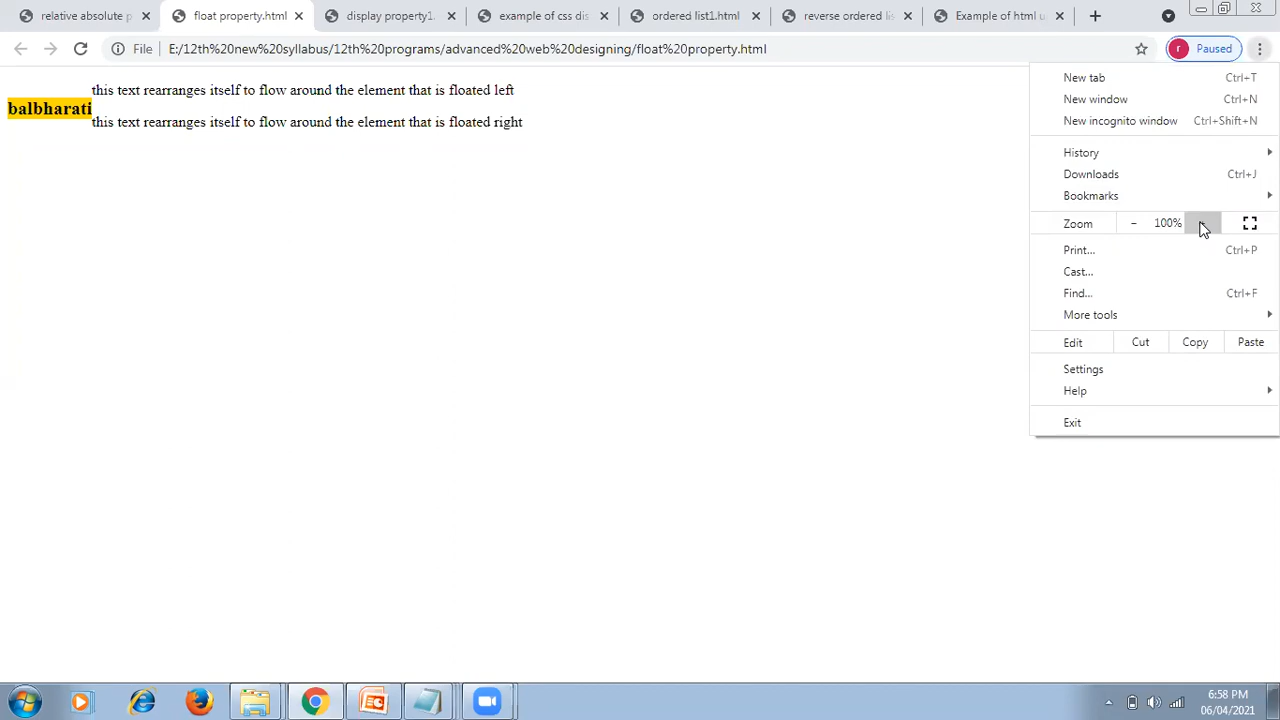 relative absolute p
float property.html
display property1.
example of css dis
ordered list1.html
reverse ordered lis
Example of html u
File E:/12th%20new%20syllabus/12th%20programs/advanced%20web%20designing/float%20property.html
r Paused
this text rearranges itself to flow around the element that is floated left
balbharati
this text rearranges itself to flow around the element that is floated right
New tab Ctrl+T
New window Ctrl+N
New incognito window Ctrl+Shift+N
History
Downloads Ctrl+J
Bookmarks
Zoom − 100%
Print... Ctrl+P
Cast...
Find... Ctrl+F
More tools
Edit Cut Copy Paste
Settings
Help
Exit
6:58 PM
06/04/2021